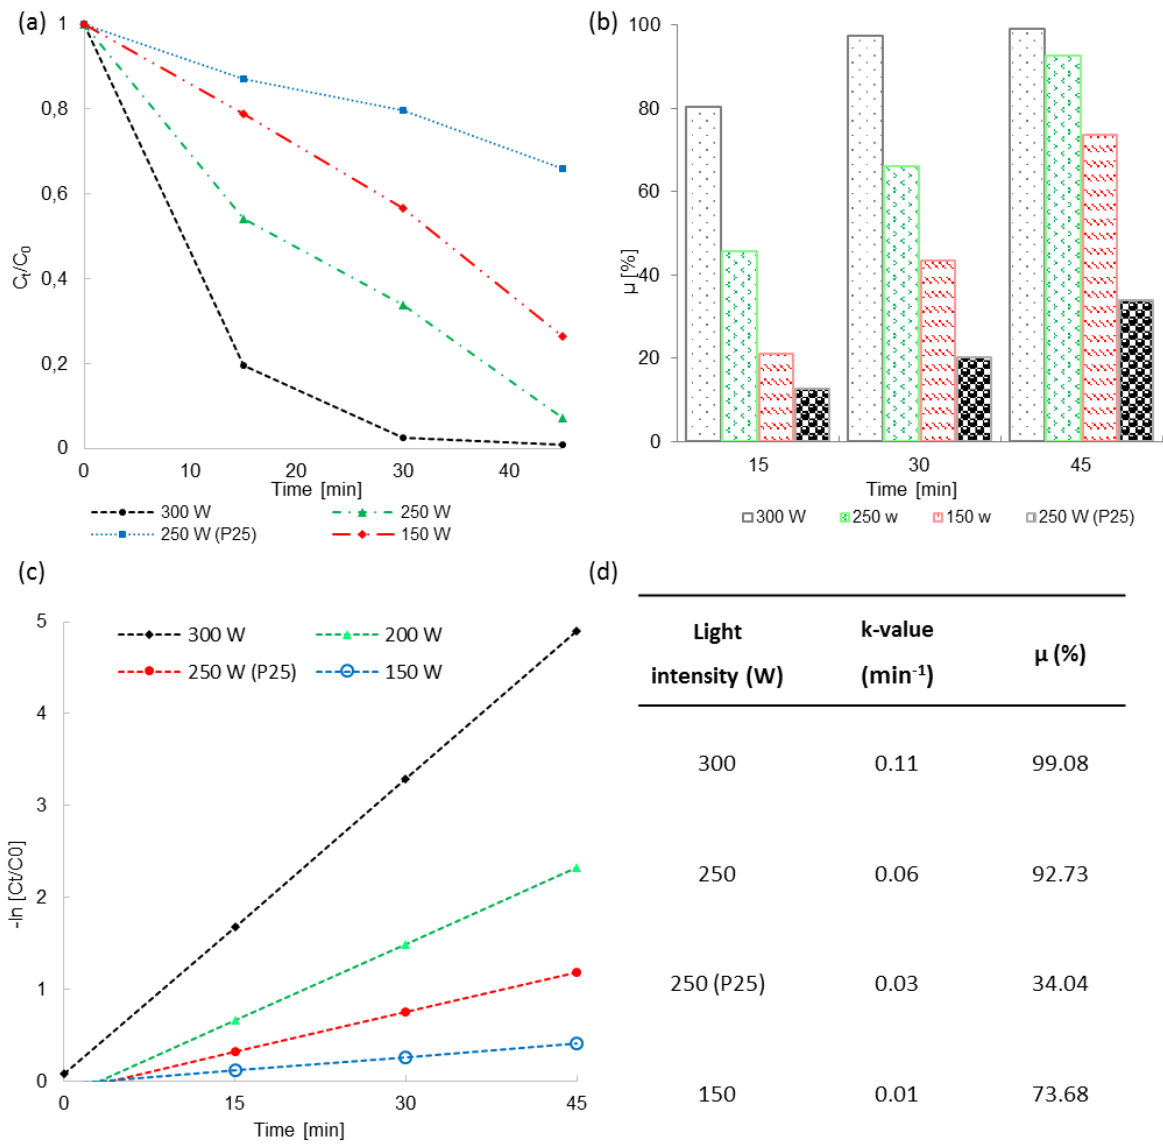 (a)
1
0,8
0,6
0,4
0,2
0
Ct/C0
0 10 20 30 40
Time [min]
300 W 250 W
250 W (P25) 150 W
(b)
100
80
60
40
20
0
µ [%]
15 30 45
Time [min]
300 W 250 w 150 w 250 W (P25)
(c)
5
4
3
2
1
0
-ln [Ct/C0]
300 W 200 W
250 W (P25) 150 W
0 15 30 45
Time [min]
(d)
Light intensity (W) k-value (min-1) µ (%)
300 0.11 99.08
250 0.06 92.73
250 (P25) 0.03 34.04
150 0.01 73.68